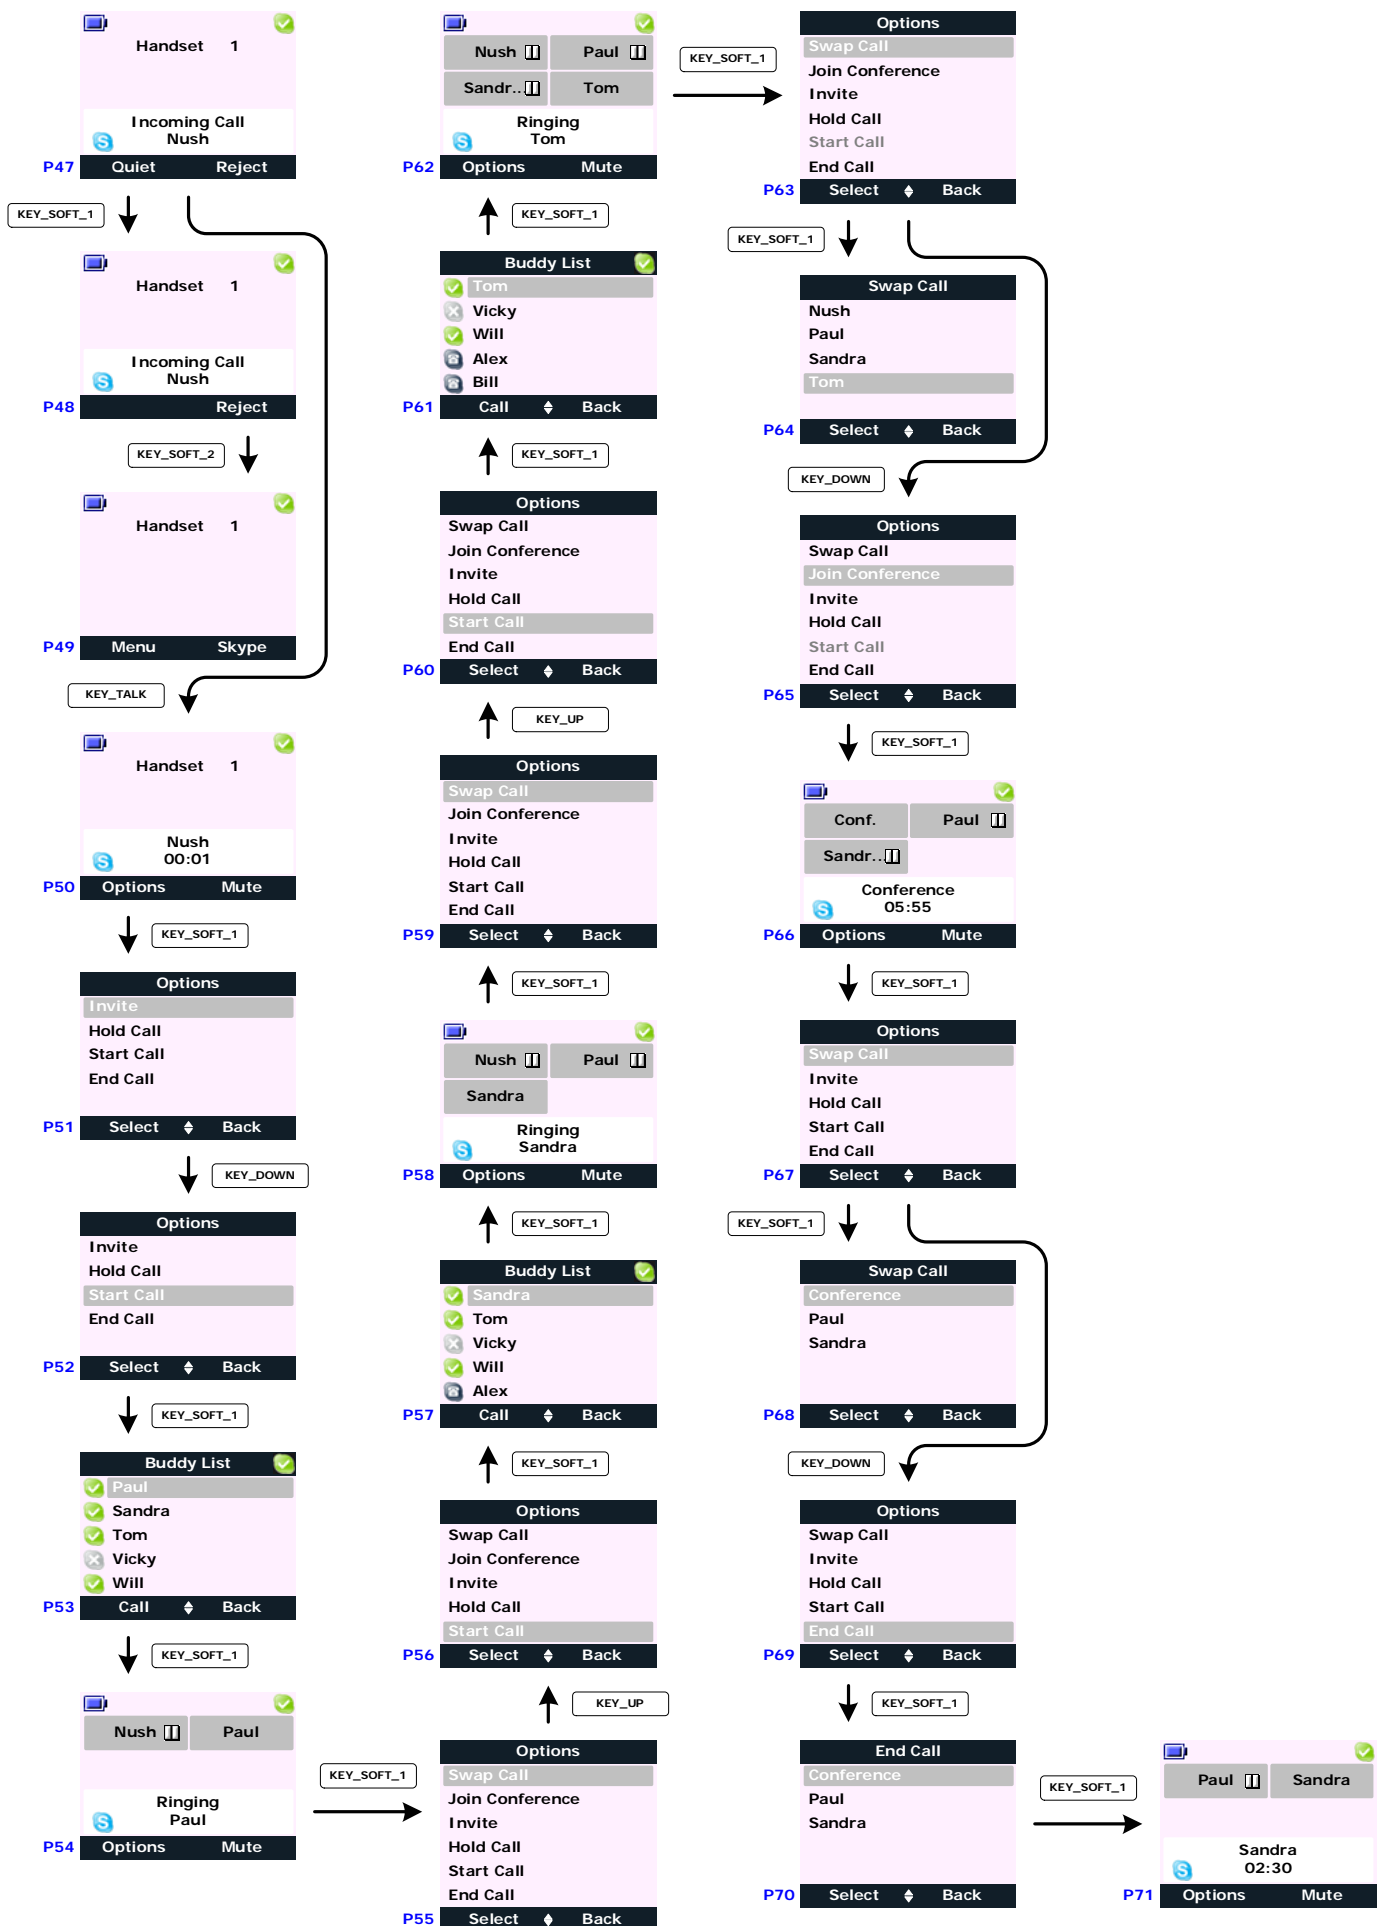 Handset 1
Incoming Call
Nush
P47 Quiet Reject
KEY_SOFT_1
Handset 1
Incoming Call
Nush
P48 Reject
KEY_SOFT_2
Handset 1
P49 Menu Skype
KEY_TALK
Handset 1
Nush
00:01
P50 Options Mute
KEY_SOFT_1
Options
Invite
Hold Call
Start Call
End Call
P51 Select Back
KEY_DOWN
Options
Invite
Hold Call
Start Call
End Call
P52 Select Back
KEY_SOFT_1
Buddy List
Paul
Sandra
Tom
Vicky
Will
P53 Call Back
KEY_SOFT_1
Nush Paul
Ringing
Paul
P54 Options Mute
KEY_SOFT_1
Options
Swap Call
Join Conference
Invite
Hold Call
Start Call
End Call
P55 Select Back
KEY_UP
Options
Swap Call
Join Conference
Invite
Hold Call
Start Call
P56 Select Back
KEY_SOFT_1
Buddy List
Sandra
Tom
Vicky
Will
Alex
P57 Call Back
KEY_SOFT_1
Nush Paul
Sandra
Ringing
Sandra
P58 Options Mute
KEY_SOFT_1
Options
Swap Call
Join Conference
Invite
Hold Call
Start Call
End Call
P59 Select Back
KEY_UP
Options
Swap Call
Join Conference
Invite
Hold Call
Start Call
End Call
P60 Select Back
KEY_SOFT_1
Buddy List
Tom
Vicky
Will
Alex
Bill
P61 Call Back
KEY_SOFT_1
Nush Paul
Sandr... Tom
Ringing
Tom
P62 Options Mute
KEY_SOFT_1
Options
Swap Call
Join Conference
Invite
Hold Call
Start Call
End Call
P63 Select Back
KEY_SOFT_1
Swap Call
Nush
Paul
Sandra
Tom
P64 Select Back
KEY_DOWN
Options
Swap Call
Join Conference
Invite
Hold Call
Start Call
End Call
P65 Select Back
KEY_SOFT_1
Conf. Paul
Sandr...
Conference
05:55
P66 Options Mute
KEY_SOFT_1
Options
Swap Call
Invite
Hold Call
Start Call
End Call
P67 Select Back
KEY_SOFT_1
Swap Call
Conference
Paul
Sandra
P68 Select Back
KEY_DOWN
Options
Swap Call
Invite
Hold Call
Start Call
End Call
P69 Select Back
KEY_SOFT_1
End Call
Conference
Paul
Sandra
P70 Select Back
KEY_SOFT_1
Paul Sandra
Sandra
02:30
P71 Options Mute